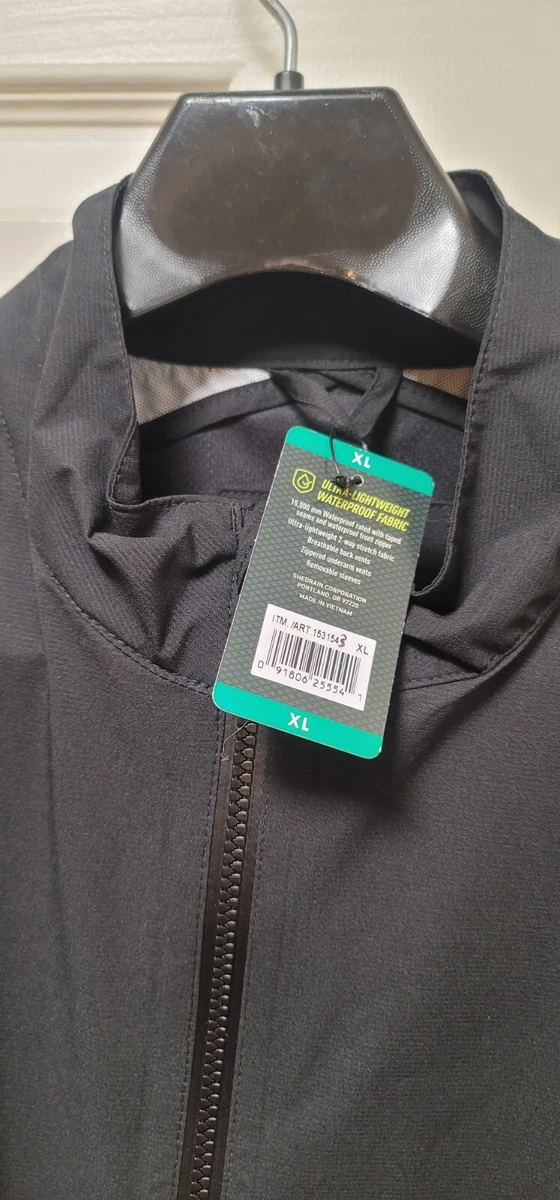 XL
ULTRA-LIGHTWEIGHT
WATERPROOF FABRIC
10,000 mm Waterproof rated with taped
seams and waterproof front zipper
Ultra-lightweight 2-way stretch fabric
Breathable back vents
Zippered underarm vents
Removable sleeves
SHEDRAIN CORPORATION
PORTLAND, OR 97220
MADE IN VIETNAM
ITM. /ART.1531543 XL
0 91806 25554 1
XL